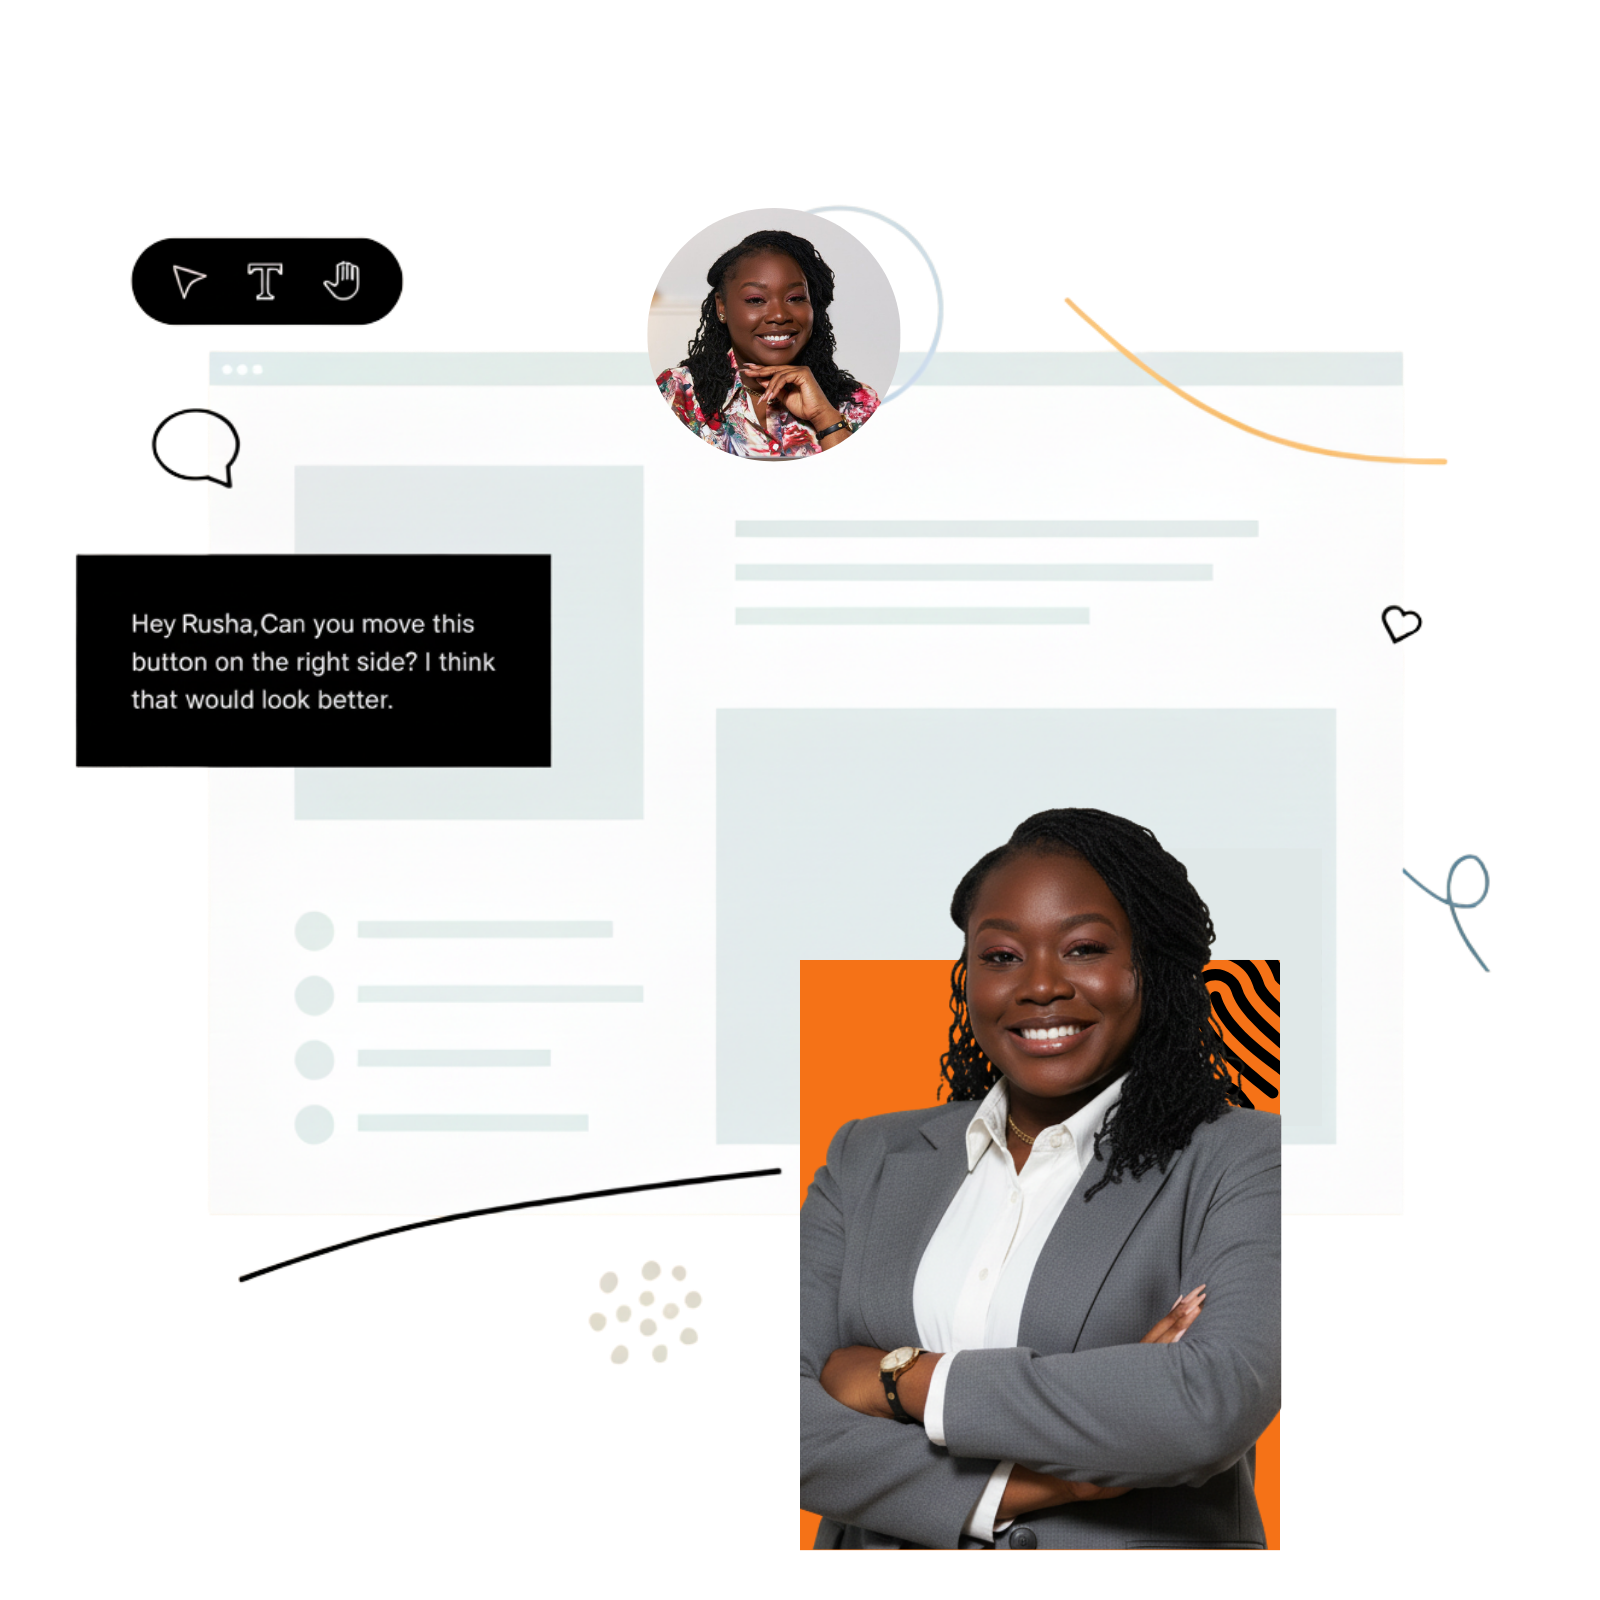 T
Hey Rusha,Can you move this
button on the right side? I think
that would look better.